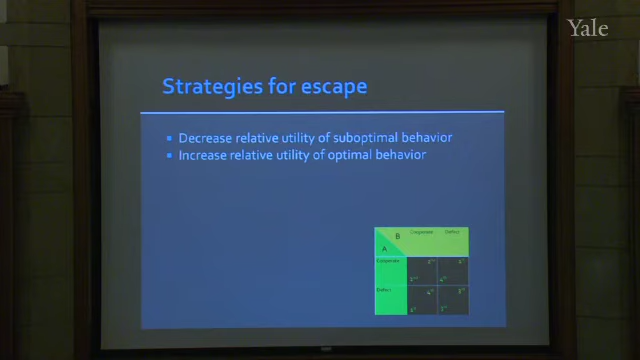 Yale
Strategies for escape
Decrease relative utility of suboptimal behavior
Increase relative utility of optimal behavior
B
Cooperate
Defect
A
Cooperate
Defect